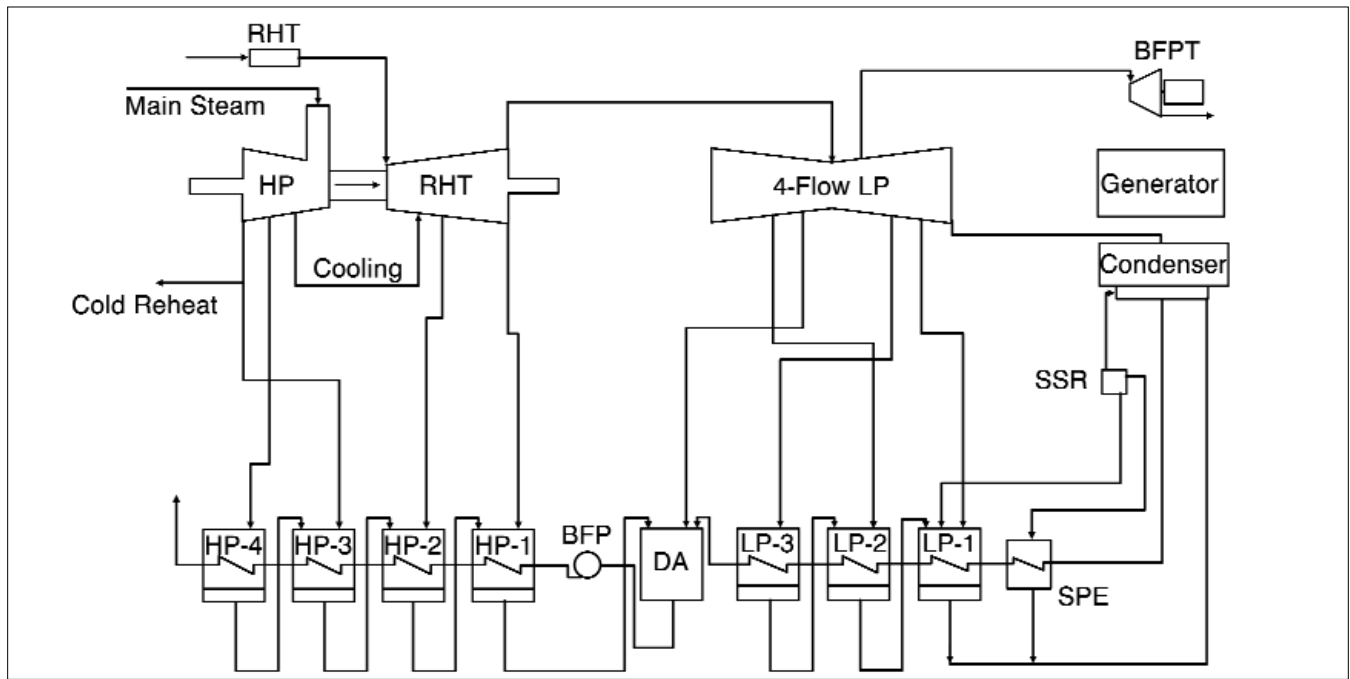 RHT
BFPT
Main Steam
HP
RHT
4-Flow LP
Generator
Cooling
Condenser
Cold Reheat
SSR
HP-4
HP-3
HP-2
HP-1
BFP
DA
LP-3
LP-2
LP-1
SPE